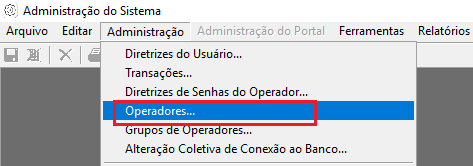 Administração do Sistema
Arquivo Editar Administração Administração do Portal Ferramentas Relatórios
Diretrizes do Usuário...
Transações...
Diretrizes de Senhas do Operador...
Operadores...
Grupos de Operadores...
Alteração Coletiva de Conexão ao Banco...